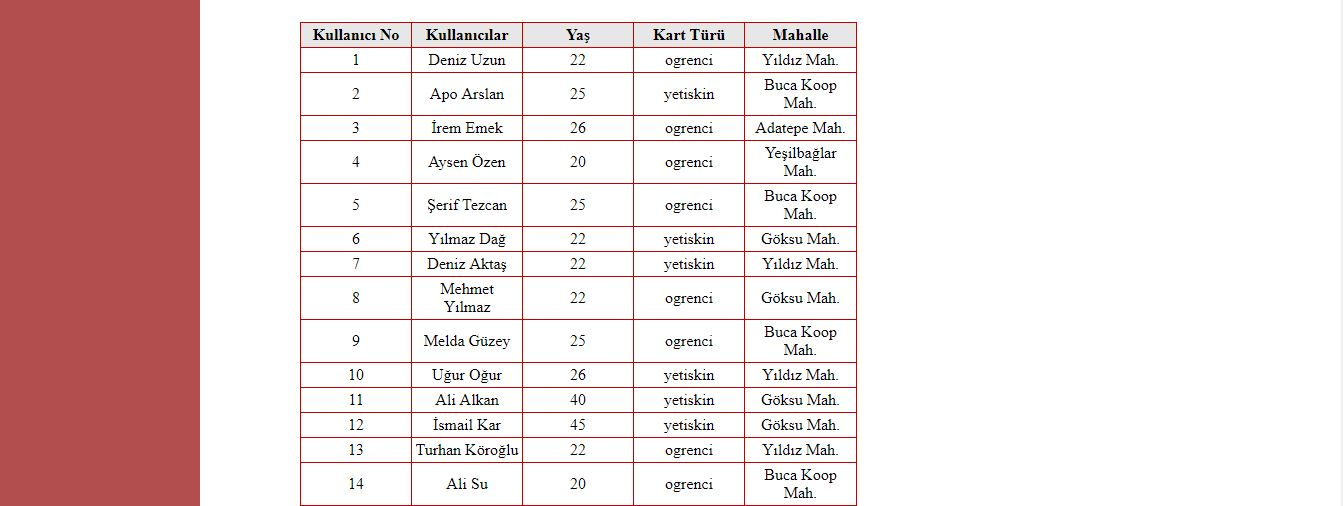 Kullanıcı No Kullanıcılar Yaş Kart Türü Mahalle
1 Deniz Uzun 22 ogrenci Yıldız Mah.
2 Apo Arslan 25 yetiskin Buca Koop
Mah.
3 İrem Emek 26 ogrenci Adatepe Mah.
4 Aysen Özen 20 ogrenci Yeşilbağlar
Mah.
5 Şerif Tezcan 25 ogrenci Buca Koop
Mah.
6 Yılmaz Dağ 22 yetiskin Göksu Mah.
7 Deniz Aktaş 22 yetiskin Yıldız Mah.
8 Mehmet
Yılmaz 22 ogrenci Göksu Mah.
9 Melda Güzey 25 ogrenci Buca Koop
Mah.
10 Uğur Oğur 26 yetiskin Yıldız Mah.
11 Ali Alkan 40 yetiskin Göksu Mah.
12 İsmail Kar 45 yetiskin Göksu Mah.
13 Turhan Köroğlu 22 ogrenci Yıldız Mah.
14 Ali Su 20 ogrenci Buca Koop
Mah.